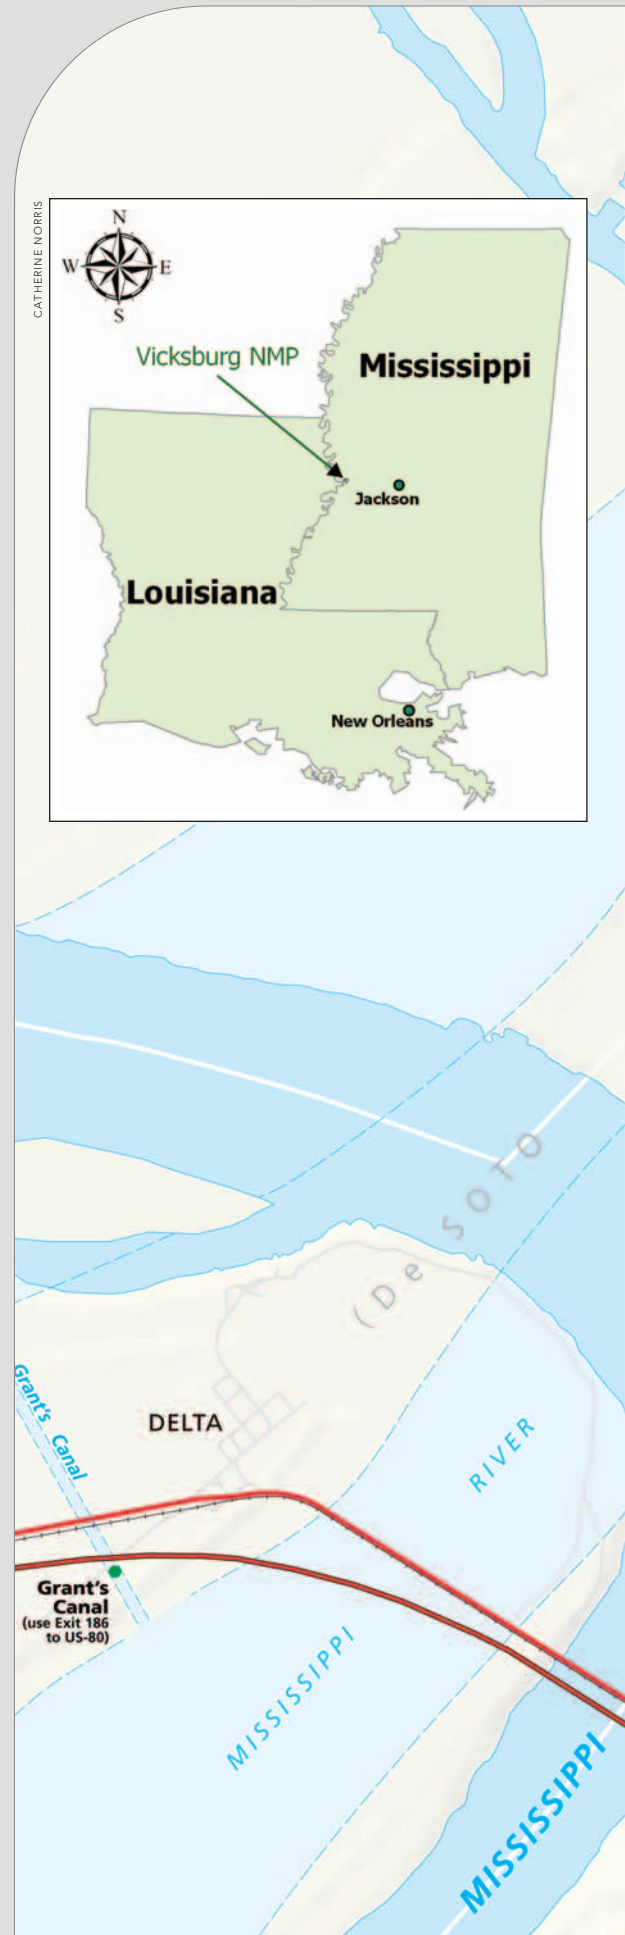 CATHERINE NORRIS
N
W E
S
Vicksburg NMP
Mississippi
Jackson
Louisiana
New Orleans
(De SOTO
Grant's Canal
DELTA
RIVER
Grant's
Canal
(use Exit 186
to US-80)
MISSISSIPPI
MISSISSIPPI